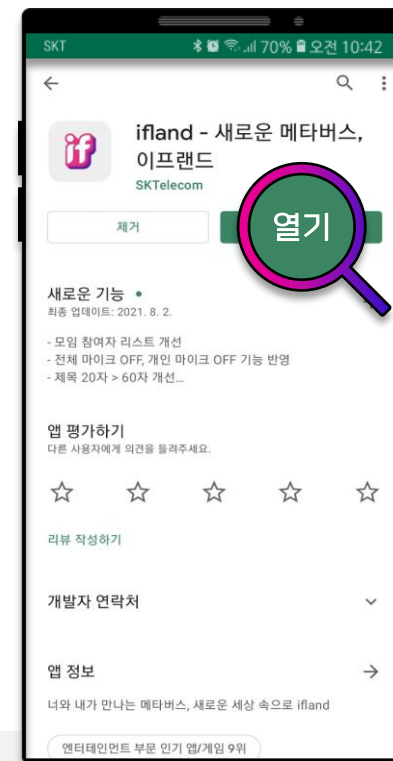 SKT 70% 오전 10:42
if
ifland - 새로운 메타버스,
이프랜드
SKTelecom
제거
열기
새로운 기능 •
최종 업데이트: 2021. 8. 2.
- 모임 참여자 리스트 개선
- 전체 마이크 OFF, 개인 마이크 OFF 기능 반영
- 제목 20자 > 60자 개선...
앱 평가하기
다른 사용자에게 의견을 들려주세요.
리뷰 작성하기
개발자 연락처
앱 정보
너와 내가 만나는 메타버스, 새로운 세상 속으로 ifland
엔터테인먼트 부문 인기 앱/게임 9위